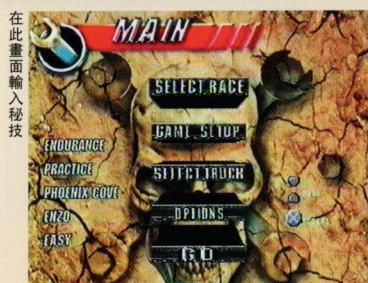 在此畫面輸入秘技
MAIN
SELECT RACE
GAME SETUP
SELECT TRUCK
OPTIONS
GO
ENDURANCE
PRACTICE
PHOENIX COVE
ENZO
EASY